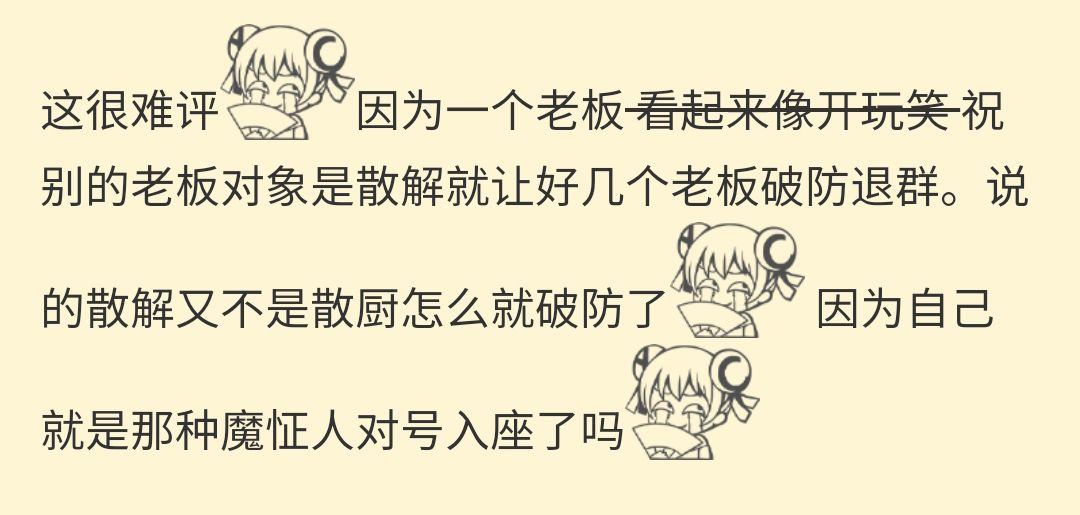 这很难评 因为一个老板 看起来像开玩笑 祝
别的老板对象是散解就让好几个老板破防退群。说
的散解又不是散厨怎么就破防了 因为自己
就是那种魔怔人对号入座了吗